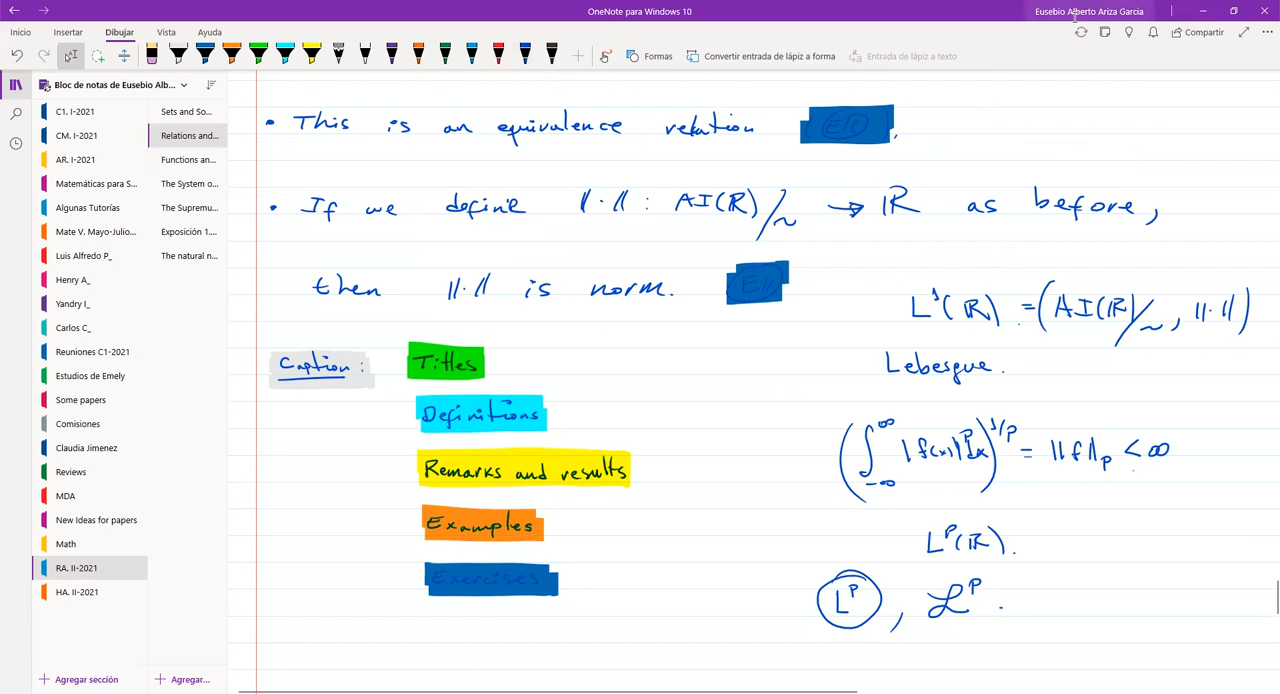 OneNote para Windows 10
Eusebio Alberto Ariza Garcia
Inicio Insertar Dibujar Vista Ayuda
Compartir
Formas Convertir entrada de lápiz a forma Entrada de lápiz a texto
Bloc de notas de Eusebio Alb...
C1. I-2021
CM. I-2021
AR. I-2021
Matemáticas para S...
Algunas Tutorías
Mate V. Mayo-Julio...
Luis Alfredo P_
Henry A_
Yandry I_
Carlos C_
Reuniones C1-2021
Estudios de Emely
Some papers
Comisiones
Claudia Jimenez
Reviews
MDA
New Ideas for papers
Math
RA. II-2021
HA. II-2021
Agregar sección
Sets and So...
Relations and...
Functions an...
The System o...
The Supremu...
Exposición 1....
The natural n...
Agregar...
• This is an equivalence relation
• If we define ‖·‖ : AI(ℝ)/~ → ℝ as before,
then ‖·‖ is norm.
L¹(ℝ) = (AI(ℝ)/~, ‖·‖)
Lebesgue.
Caption:
Titles
Definitions
Remarks and results
Examples
Exercises
(∫_{-∞}^{∞} |f(x)|^p dx)^{1/p} = ‖f‖_p < ∞
L^p(ℝ).
L^p, ℒ^p.